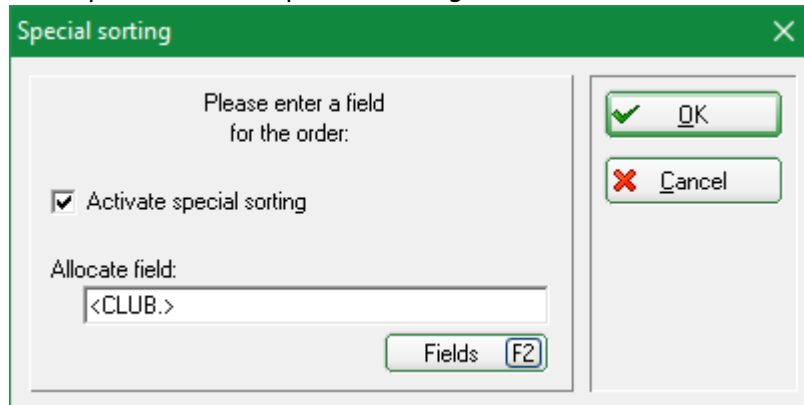 Special sorting
Please enter a field
for the order:
Activate special sorting
Allocate field:
<CLUB.>
Fields F2
OK
Cancel